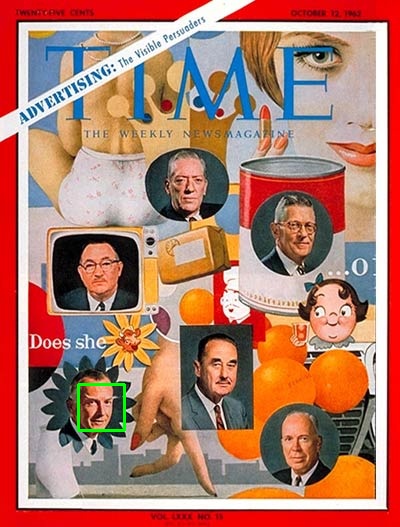 TWENTY-FIVE CENTS
OCTOBER 12, 1962
ADVERTISING: The Visible Persuaders
TIME
THE WEEKLY NEWSMAGAZINE
...o
Does she
VOL. LXXX NO. 15